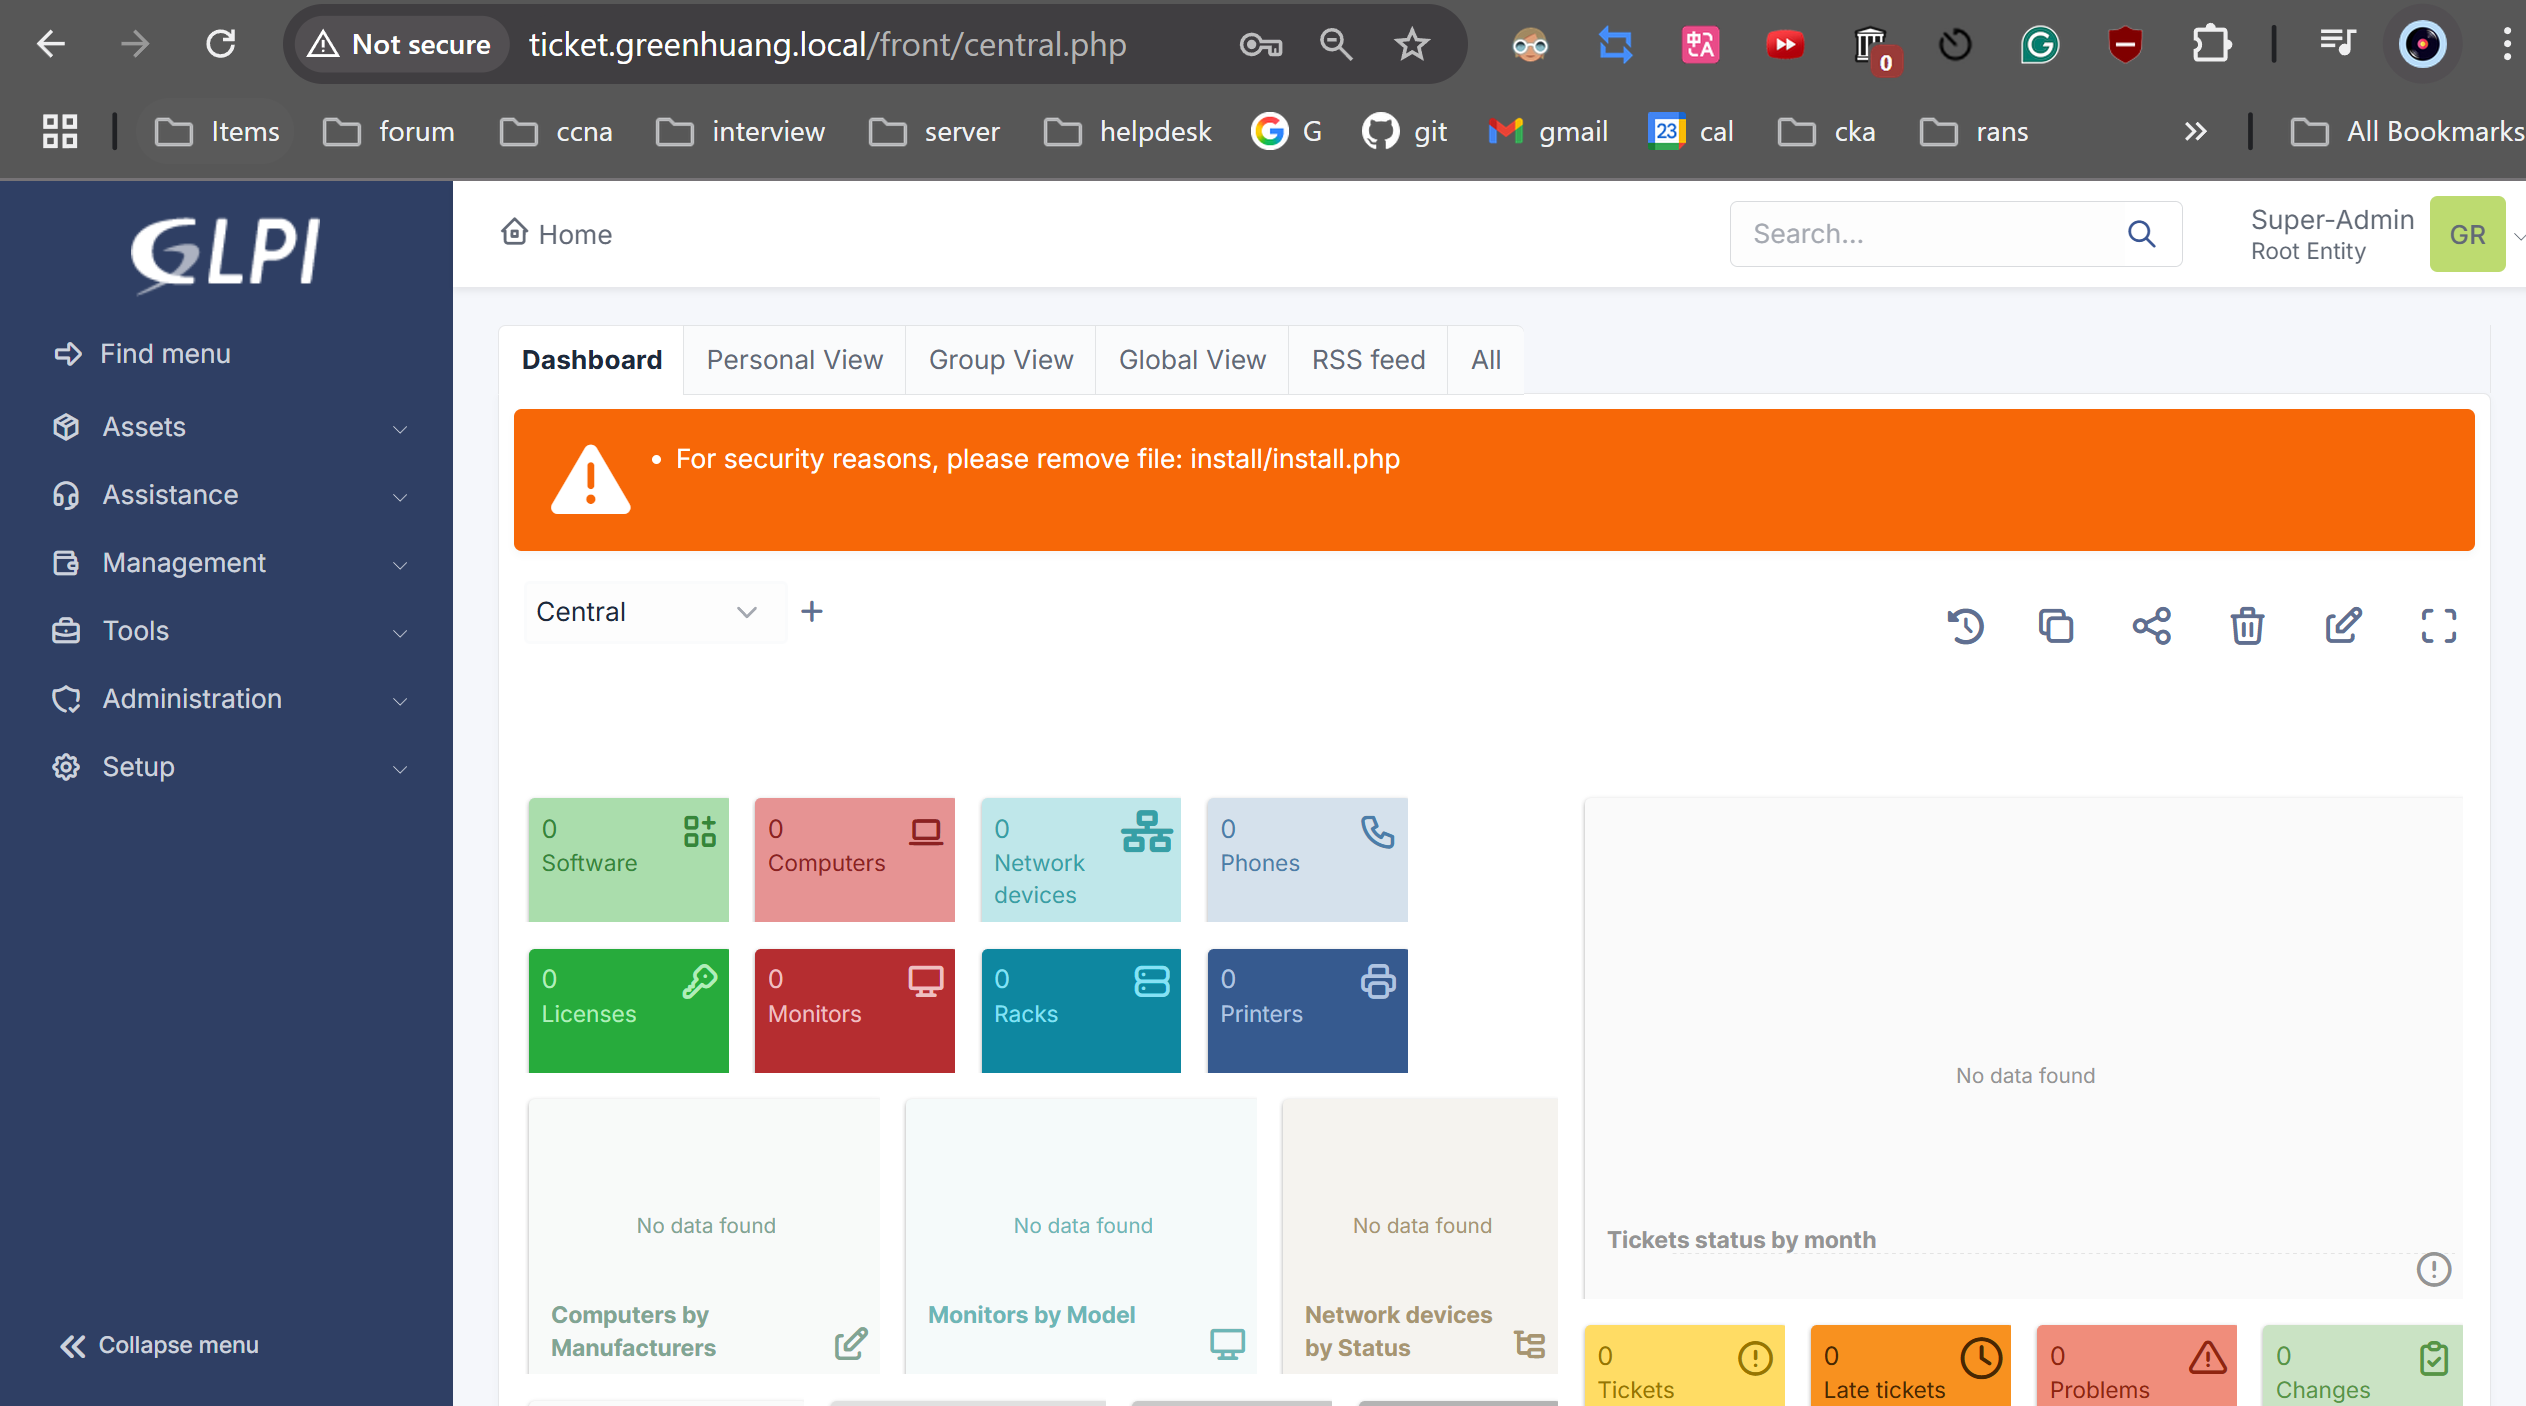 Not secure
ticket.greenhuang.local/front/central.php
0
Items
forum
ccna
interview
server
helpdesk
G
git
gmail
23
cal
cka
rans
All Bookmarks
GLPI
Home
Search...
Super-Admin
Root Entity
GR
Find menu
Assets
Assistance
Management
Tools
Administration
Setup
Collapse menu
Dashboard
Personal View
Group View
Global View
RSS feed
All
• For security reasons, please remove file: install/install.php
Central
0
Software
0
Computers
0
Network
devices
0
Phones
0
Licenses
0
Monitors
0
Racks
0
Printers
No data found
Computers by
Manufacturers
No data found
Monitors by Model
No data found
Network devices
by Status
No data found
Tickets status by month
0
Tickets
0
Late tickets
0
Problems
0
Changes